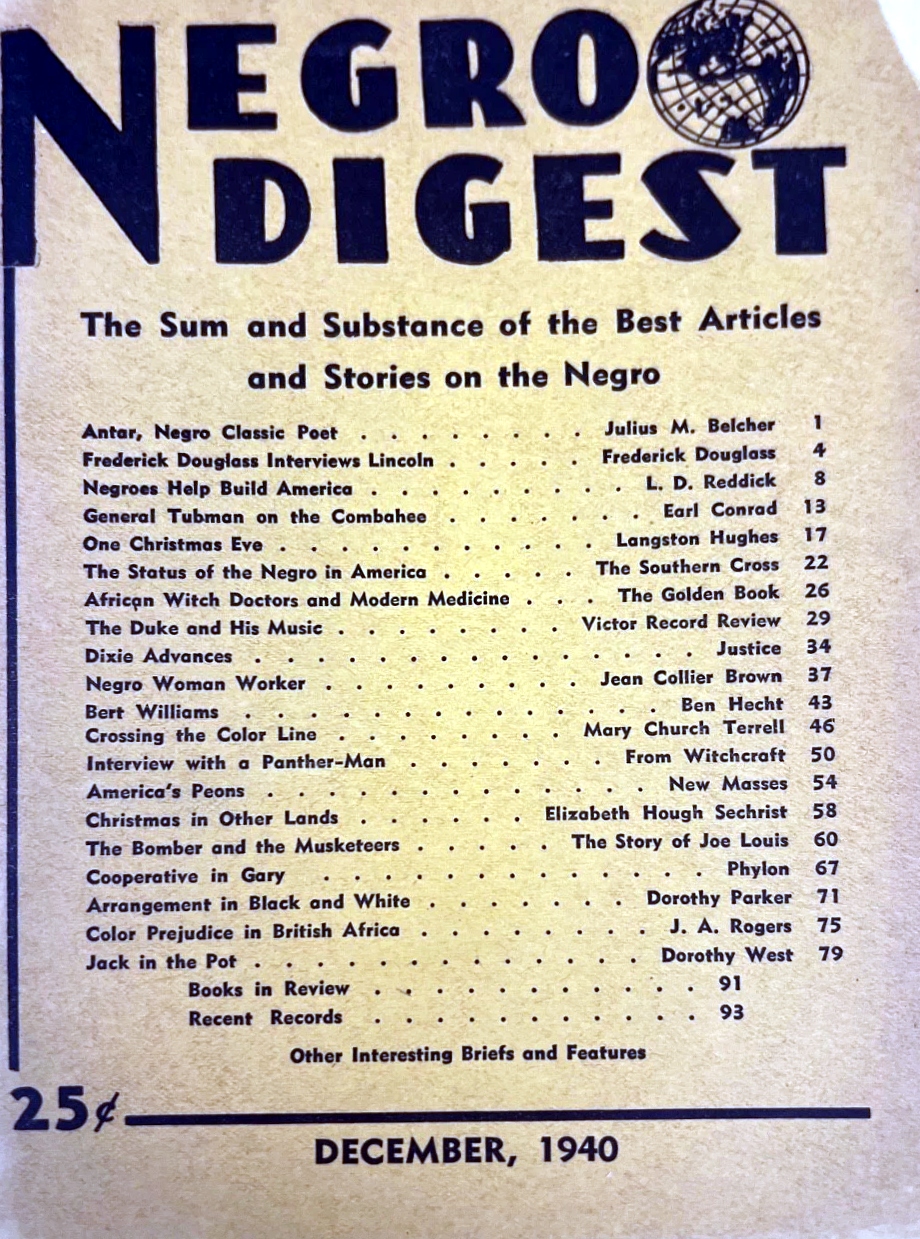 NEGRO
DIGEST
The Sum and Substance of the Best Articles
and Stories on the Negro
Antar, Negro Classic Poet . . . . . . . . Julius M. Belcher 1
Frederick Douglass Interviews Lincoln . . . . . Frederick Douglass 4
Negroes Help Build America . . . . . . . . . . L. D. Reddick 8
General Tubman on the Combahee . . . . . . . Earl Conrad 13
One Christmas Eve . . . . . . . . . . . Langston Hughes 17
The Status of the Negro in America . . . . . The Southern Cross 22
African Witch Doctors and Modern Medicine . . . The Golden Book 26
The Duke and His Music . . . . . . . . Victor Record Review 29
Dixie Advances . . . . . . . . . . . . . . Justice 34
Negro Woman Worker . . . . . . . . . Jean Collier Brown 37
Bert Williams . . . . . . . . . . . . . Ben Hecht 43
Crossing the Color Line . . . . . . . . Mary Church Terrell 46
Interview with a Panther-Man . . . . . . . From Witchcraft 50
America's Peons . . . . . . . . . . . . . New Masses 54
Christmas in Other Lands . . . . . . Elizabeth Hough Sechrist 58
The Bomber and the Musketeers . . . . . The Story of Joe Louis 60
Cooperative in Gary . . . . . . . . . . . . . Phylon 67
Arrangement in Black and White . . . . . . . Dorothy Parker 71
Color Prejudice in British Africa . . . . . . . . J. A. Rogers 75
Jack in the Pot . . . . . . . . . . . . . Dorothy West 79
Books in Review . . . . . . . . . . . 91
Recent Records . . . . . . . . . . . 93
Other Interesting Briefs and Features
25¢
DECEMBER, 1940